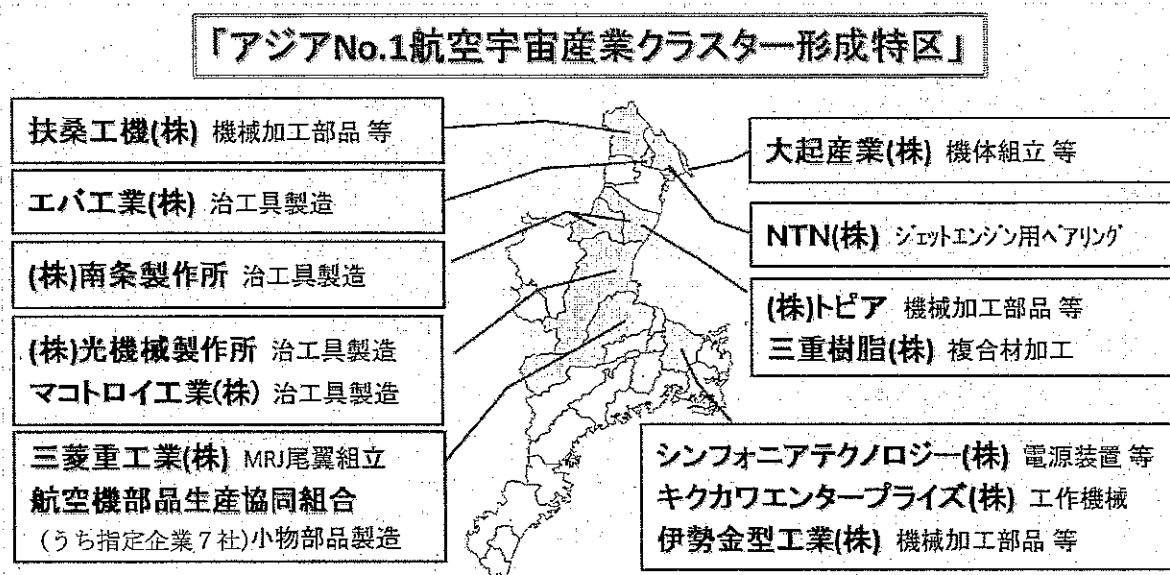 「アジアNo.1航空宇宙産業クラスター形成特区」
扶桑工機(株) 機械加工部品 等
エバ工業(株) 治工具製造
(株)南条製作所 治工具製造
(株)光機械製作所 治工具製造
マコトロイ工業(株) 治工具製造
三菱重工業(株) MRJ尾翼組立
航空機部品生産協同組合
(うち指定企業7社)小物部品製造
大起産業(株) 機体組立 等
NTN(株) ジェットエンジン用ベアリング
(株)トピア 機械加工部品 等
三重樹脂(株) 複合材加工
シンフォニアテクノロジー(株) 電源装置 等
キクカワエンタープライズ(株) 工作機械
伊勢金型工業(株) 機械加工部品 等